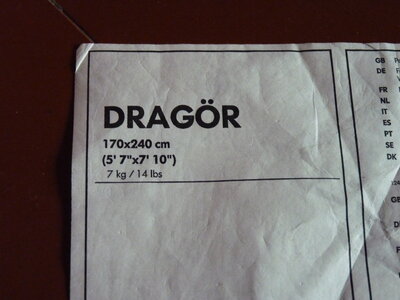 DRAGÖR
170x240 cm
(5' 7"x7' 10")
7 kg / 14 lbs
GB
DE
FR
NL
IT
ES
PT
SE
DK